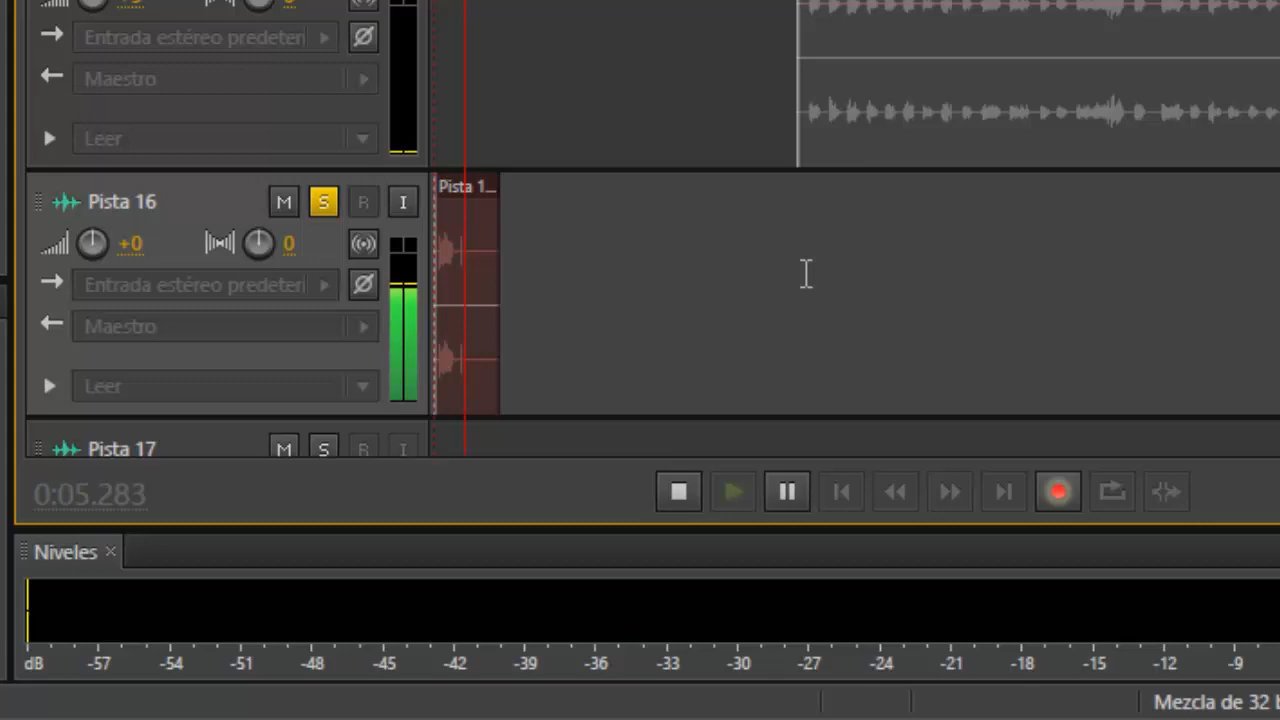 Entrada estéreo predeter
Maestro
Leer
Pista 16
M
S
R
I
Pista 1...
+0
0
Entrada estéreo predeter
Maestro
Leer
Pista 17
M
S
R
I
0:05.283
Niveles
dB -57 -54 -51 -48 -45 -42 -39 -36 -33 -30 -27 -24 -21 -18 -15 -12 -9
Mezcla de 32